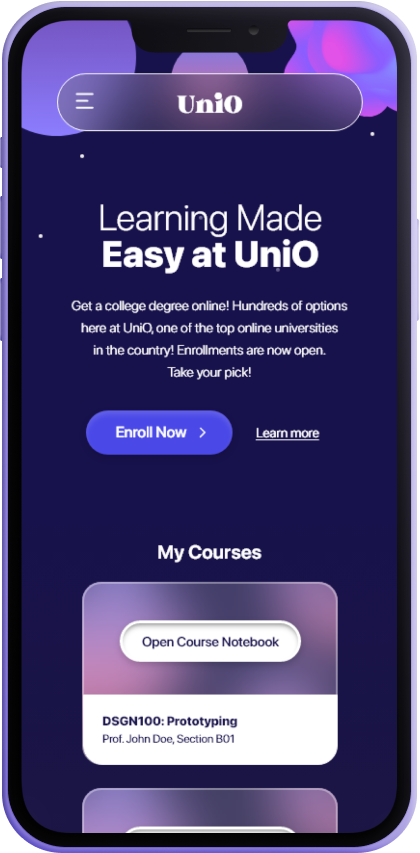 UniO
Learning Made
Easy at UniO
Get a college degree online! Hundreds of options
here at UniO, one of the top online universities
in the country! Enrollments are now open.
Take your pick!
Enroll Now
Learn more
My Courses
Open Course Notebook
DSGN100: Prototyping
Prof. John Doe, Section B01